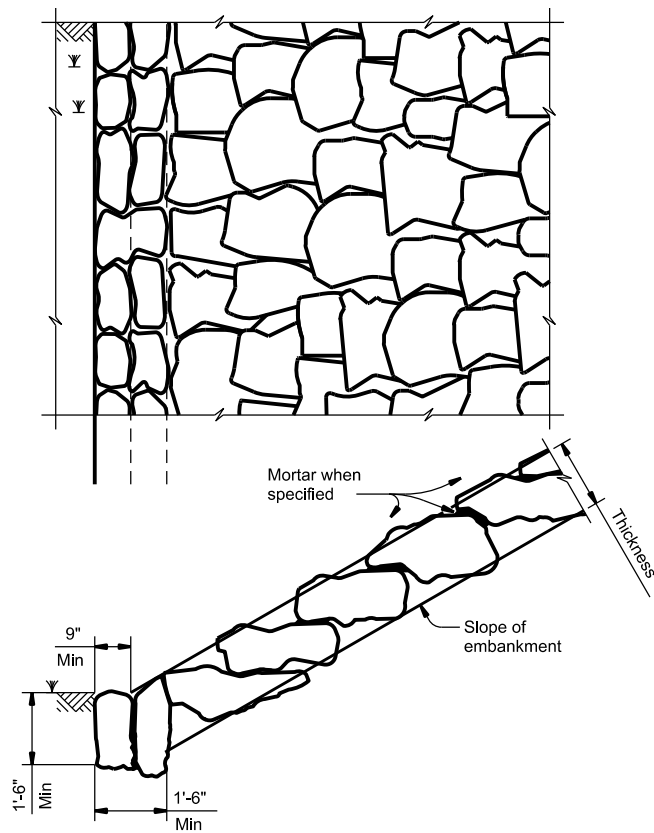 Mortar when
specified
Thickness
Slope of
embankment
9"
Min
1'-6"
Min
1'-6"
Min